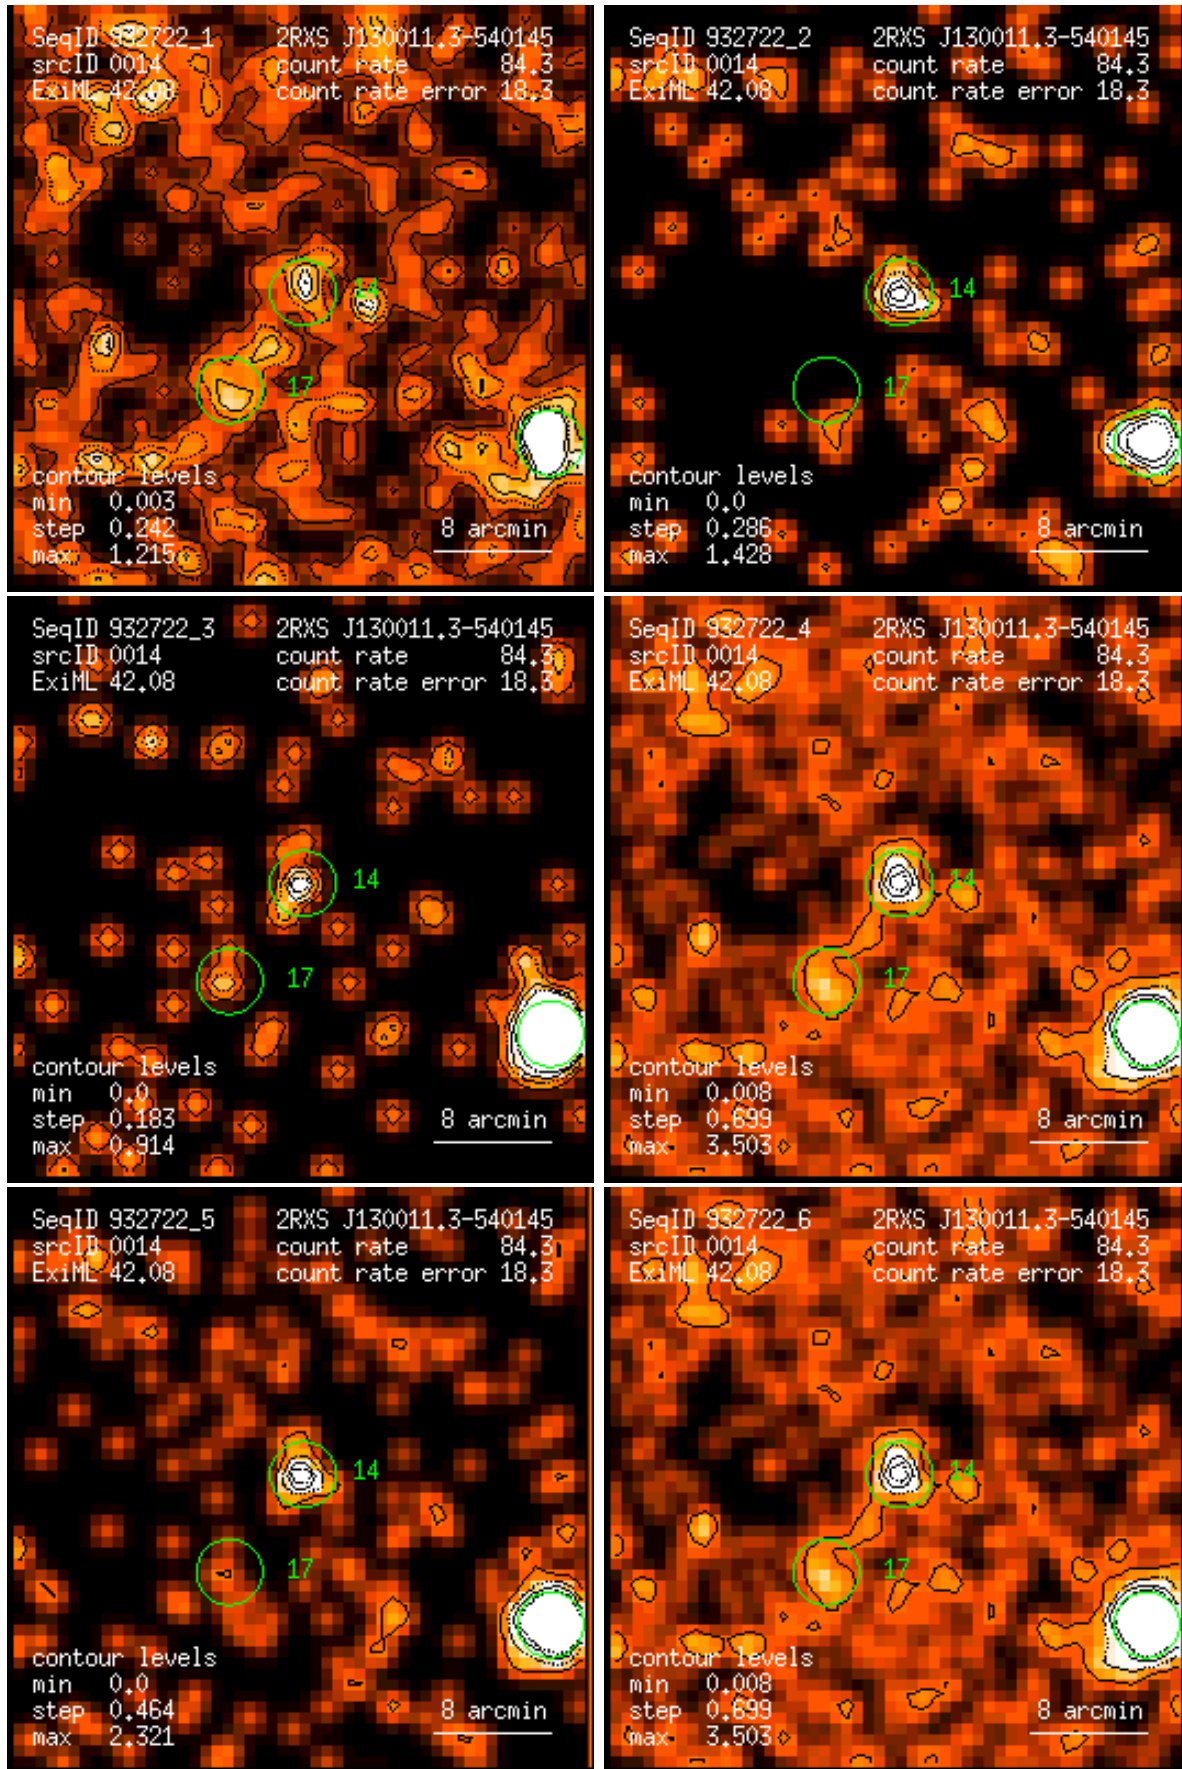 SeqID 932722_1 2RXS J130011.3-540145
srcID 0014 count rate 84.3
ExiML 42.08 count rate error 18.3
14
17
contour levels
min 0.003
step 0.242 8 arcmin
max 1.215
SeqID 932722_2 2RXS J130011.3-540145
srcID 0014 count rate 84.3
ExiML 42.08 count rate error 18.3
14
17
contour levels
min 0.0
step 0.286 8 arcmin
max 1.428
SeqID 932722_3 2RXS J130011.3-540145
srcID 0014 count rate 84.3
ExiML 42.08 count rate error 18.3
14
17
contour levels
min 0.0
step 0.183 8 arcmin
max 0.914
SeqID 932722_4 2RXS J130011.3-540145
srcID 0014 count rate 84.3
ExiML 42.08 count rate error 18.3
14
17
contour levels
min 0.008
step 0.699 8 arcmin
max 3.503
SeqID 932722_5 2RXS J130011.3-540145
srcID 0014 count rate 84.3
ExiML 42.08 count rate error 18.3
14
17
contour levels
min 0.0
step 0.464 8 arcmin
max 2.321
SeqID 932722_6 2RXS J130011.3-540145
srcID 0014 count rate 84.3
ExiML 42.08 count rate error 18.3
14
17
contour levels
min 0.008
step 0.699 8 arcmin
max 3.503